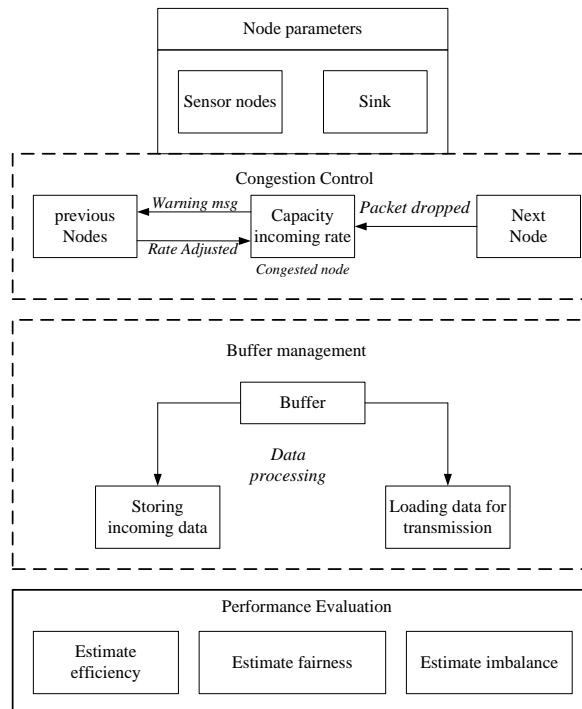 Node parameters
Sensor nodes
Sink
Congestion Control
previous
Nodes
Warning msg
Rate Adjusted
Capacity
incoming rate
Congested node
Packet dropped
Next
Node
Buffer management
Buffer
Data
processing
Storing
incoming data
Loading data for
transmission
Performance Evaluation
Estimate
efficiency
Estimate fairness
Estimate imbalance